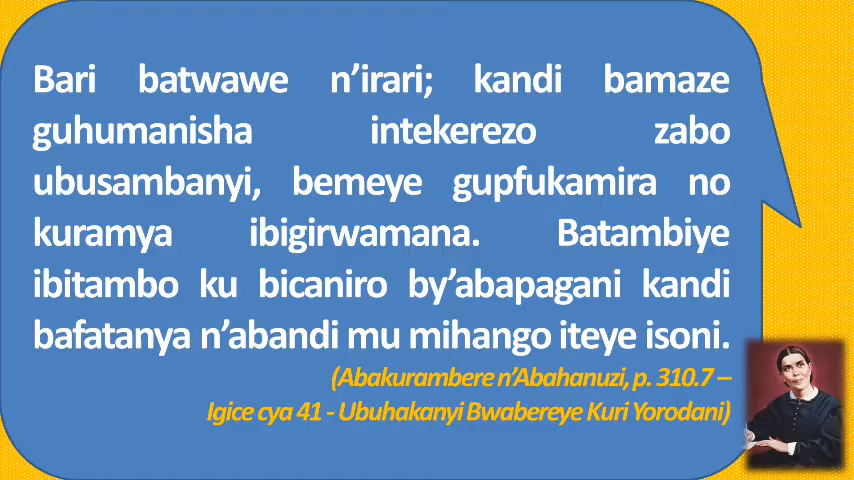 Bari batwawe n'irari; kandi bamaze
guhumanisha intekerezo zabo
ubusambanyi, bemeye gupfukamira no
kuramya ibigirwamana. Batambiye
ibitambo ku bicaniro by'abapagani kandi
bafatanya n'abandi mu mihango iteye isoni.
(Abakurambere n'Abahanuzi, p. 310.7 –
Igice cya 41 - Ubuhakanyi Bwabereye Kuri Yorodani)